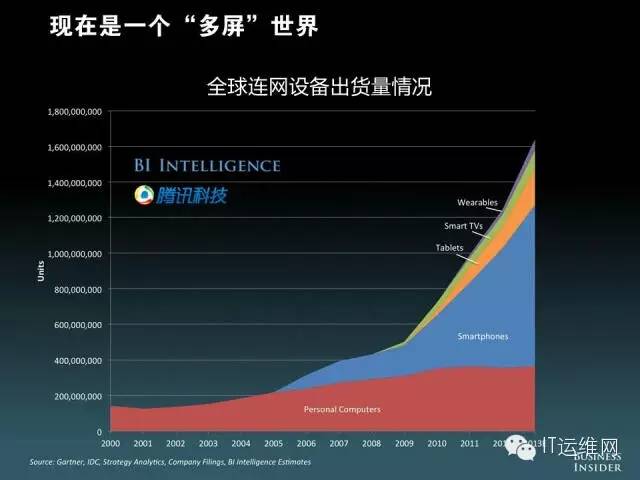 现在是一个“多屏”世界
全球连网设备出货量情况
1,800,000,000
1,600,000,000
1,400,000,000
1,200,000,000
1,000,000,000
800,000,000
600,000,000
400,000,000
200,000,000
0
Units
BI INTELLIGENCE
腾讯科技
Wearables
Smart TVs
Tablets
Smartphones
Personal Computers
2000 2001 2002 2003 2004 2005 2006 2007 2008 2009 2010 2011
IT运维网
Source: Gartner, IDC, Strategy Analytics, Company Filings, BI Intelligence Estimates
BUSINESS
INSIDER